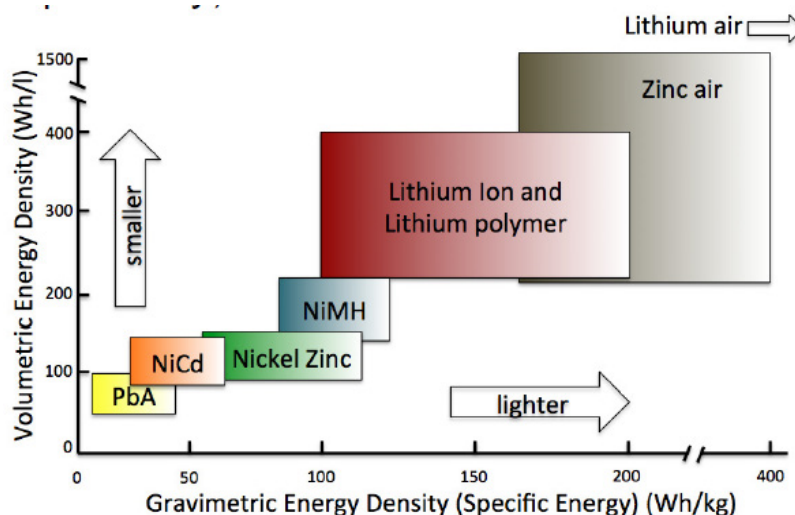 Lithium air
1500
Zinc air
400
Lithium Ion and
Lithium polymer
300
smaller
200
NiMH
NiCd
Nickel Zinc
100
PbA
lighter
0
0 50 100 150 200 400
Volumetric Energy Density (Wh/l)
Gravimetric Energy Density (Specific Energy) (Wh/kg)